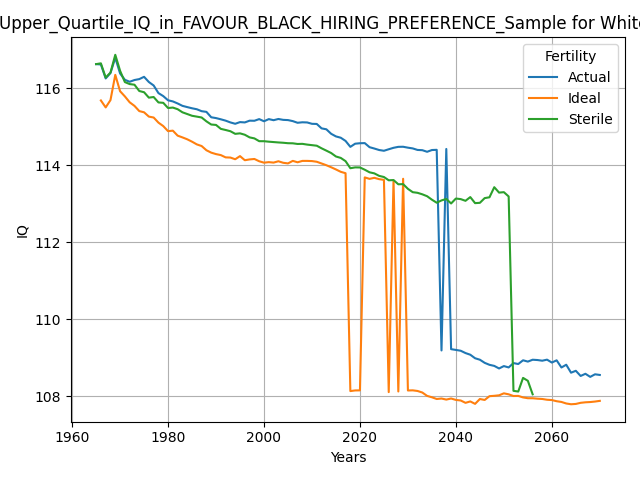 Upper_Quartile_IQ_in_FAVOUR_BLACK_HIRING_PREFERENCE_Sample for White
Fertility
Actual
Ideal
Sterile
IQ
116
114
112
110
108
1960 1980 2000 2020 2040 2060
Years